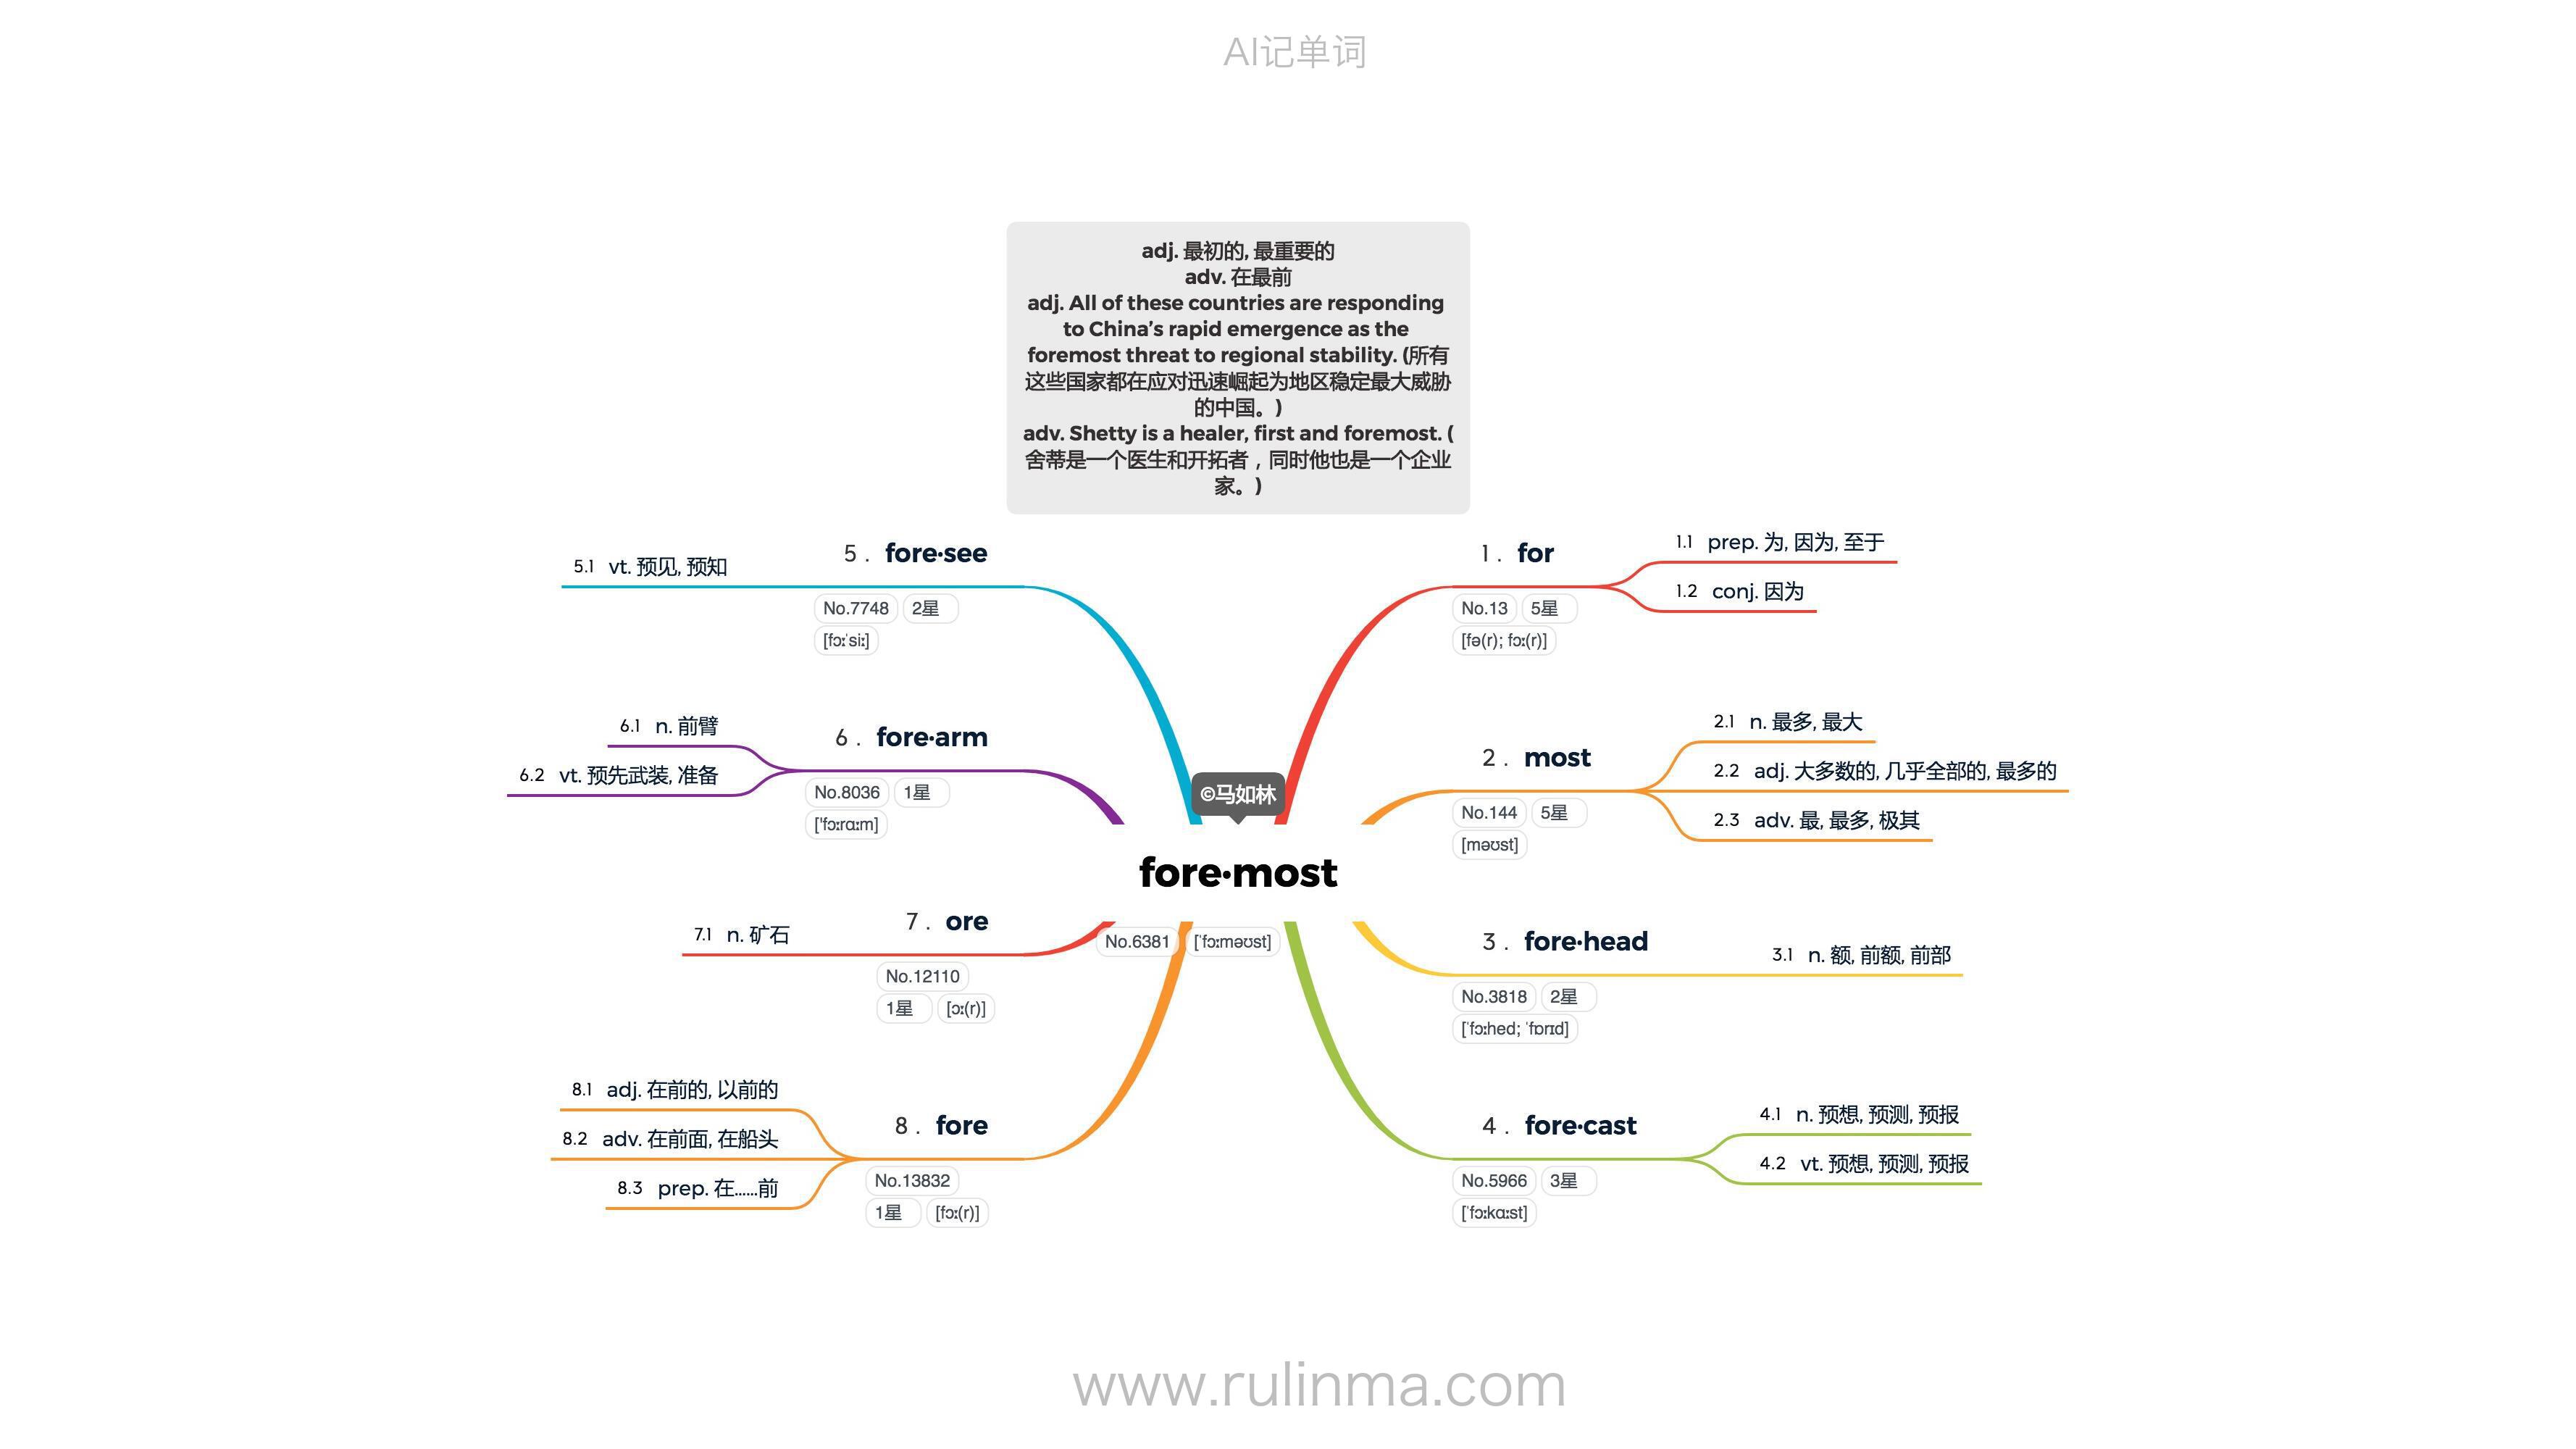 AI记单词
adj. 最初的, 最重要的
adv. 在最前
adj. All of these countries are responding
to China’s rapid emergence as the
foremost threat to regional stability. (所有
这些国家都在应对迅速崛起为地区稳定最大威胁
的中国。)
adv. Shetty is a healer, first and foremost. (
舍蒂是一个医生和开拓者，同时他也是一个企业
家。)
©马如林
fore·most
No.6381 [ˈfɔːməʊst]
1. for
No.13 5星
[fə(r); fɔː(r)]
1.1 prep. 为, 因为, 至于
1.2 conj. 因为
2. most
No.144 5星
[məʊst]
2.1 n. 最多, 最大
2.2 adj. 大多数的, 几乎全部的, 最多的
2.3 adv. 最, 最多, 极其
3. fore·head
No.3818 2星
[ˈfɔːhed; ˈfɒrɪd]
3.1 n. 额, 前额, 前部
4. fore·cast
No.5966 3星
[ˈfɔːkɑːst]
4.1 n. 预想, 预测, 预报
4.2 vt. 预想, 预测, 预报
5. fore·see
No.7748 2星
[fɔːˈsiː]
5.1 vt. 预见, 预知
6. fore·arm
No.8036 1星
['fɔːrɑːm]
6.1 n. 前臂
6.2 vt. 预先武装, 准备
7. ore
No.12110
1星 [ɔː(r)]
7.1 n. 矿石
8. fore
No.13832
1星 [fɔː(r)]
8.1 adj. 在前的, 以前的
8.2 adv. 在前面, 在船头
8.3 prep. 在……前
www.rulinma.com